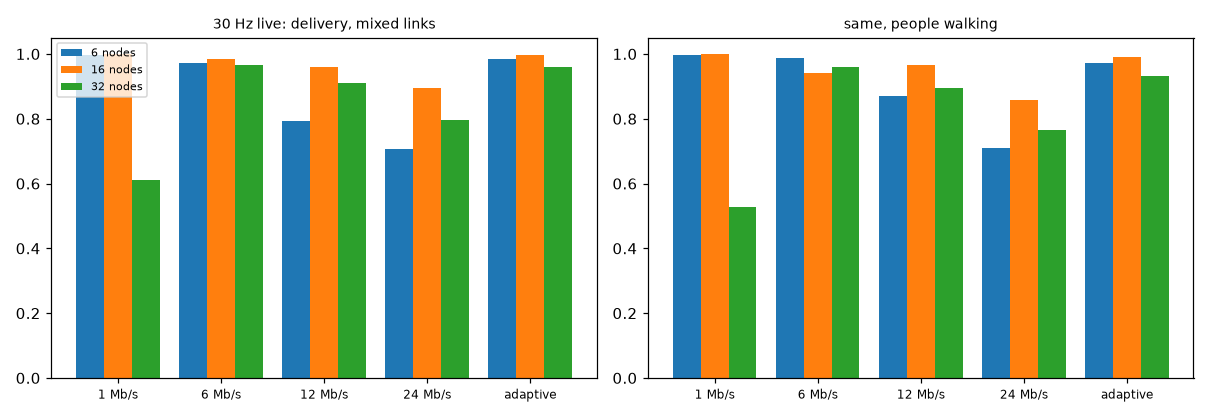 30 Hz live: delivery, mixed links
1.0
0.8
0.6
0.4
0.2
0.0
6 nodes
16 nodes
32 nodes
1 Mb/s
6 Mb/s
12 Mb/s
24 Mb/s
adaptive
same, people walking
1.0
0.8
0.6
0.4
0.2
0.0
1 Mb/s
6 Mb/s
12 Mb/s
24 Mb/s
adaptive